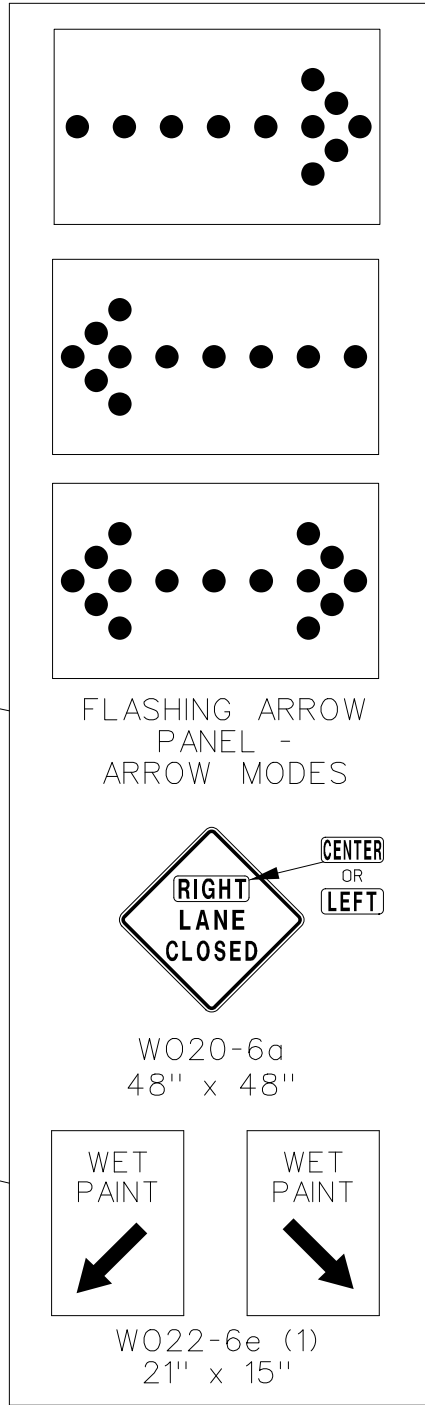 FLASHING ARROW
PANEL -
ARROW MODES
RIGHT
LANE
CLOSED
CENTER
OR
LEFT
WO20-6a
48" x 48"
WET
PAINT
WET
PAINT
WO22-6e (1)
21" x 15"